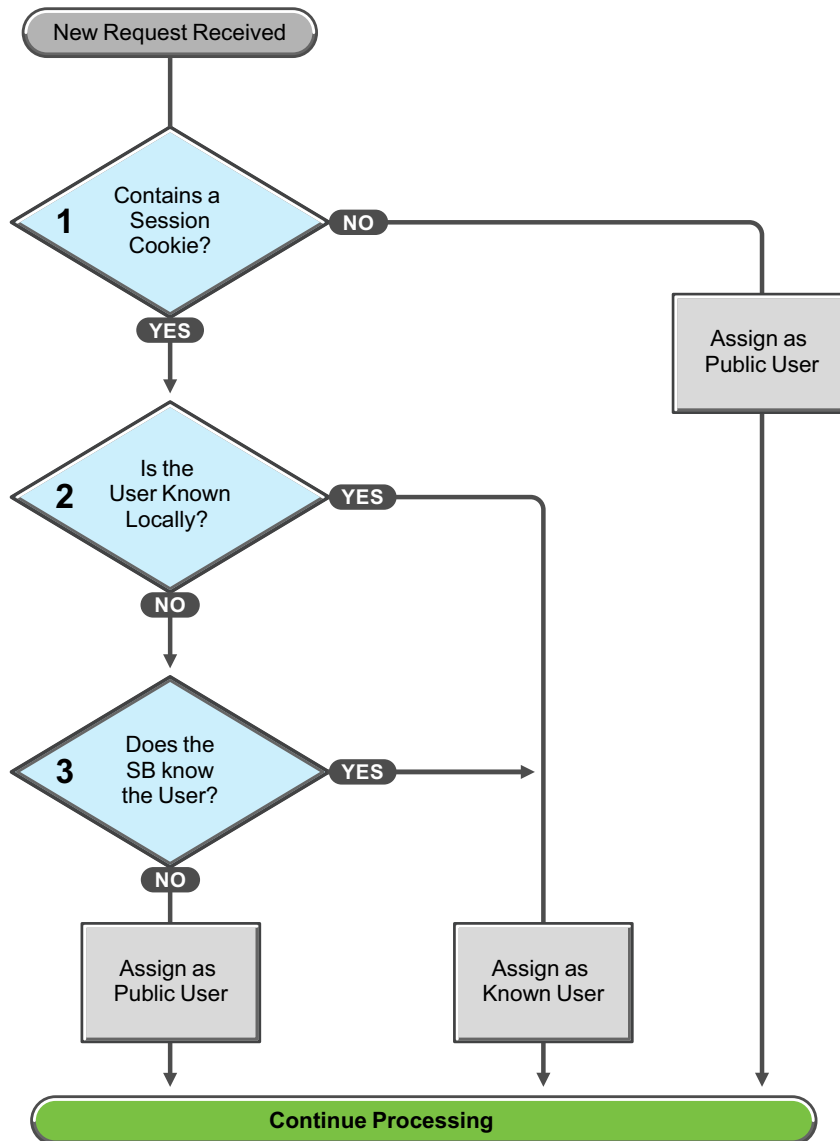 New Request Received
1
Contains a
Session
Cookie?
NO
YES
Assign as
Public User
2
Is the
User Known
Locally?
YES
NO
3
Does the
SB know
the User?
YES
NO
Assign as
Public User
Assign as
Known User
Continue Processing